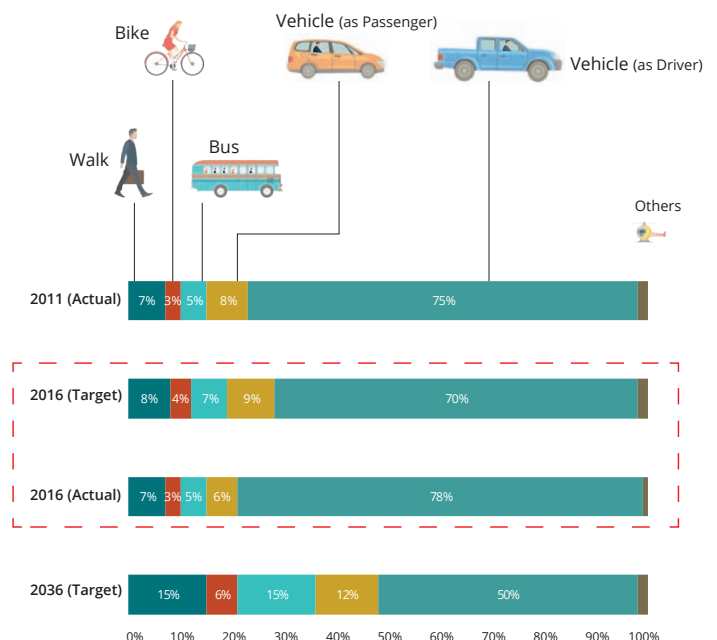 Vehicle (as Passenger)
Bike
Vehicle (as Driver)
Bus
Walk
Others
2011 (Actual) 7% 3% 5% 8% 75%
2016 (Target) 8% 4% 7% 9% 70%
2016 (Actual) 7% 3% 5% 6% 78%
2036 (Target) 15% 6% 15% 12% 50%
0% 10% 20% 30% 40% 50% 60% 70% 80% 90% 100%